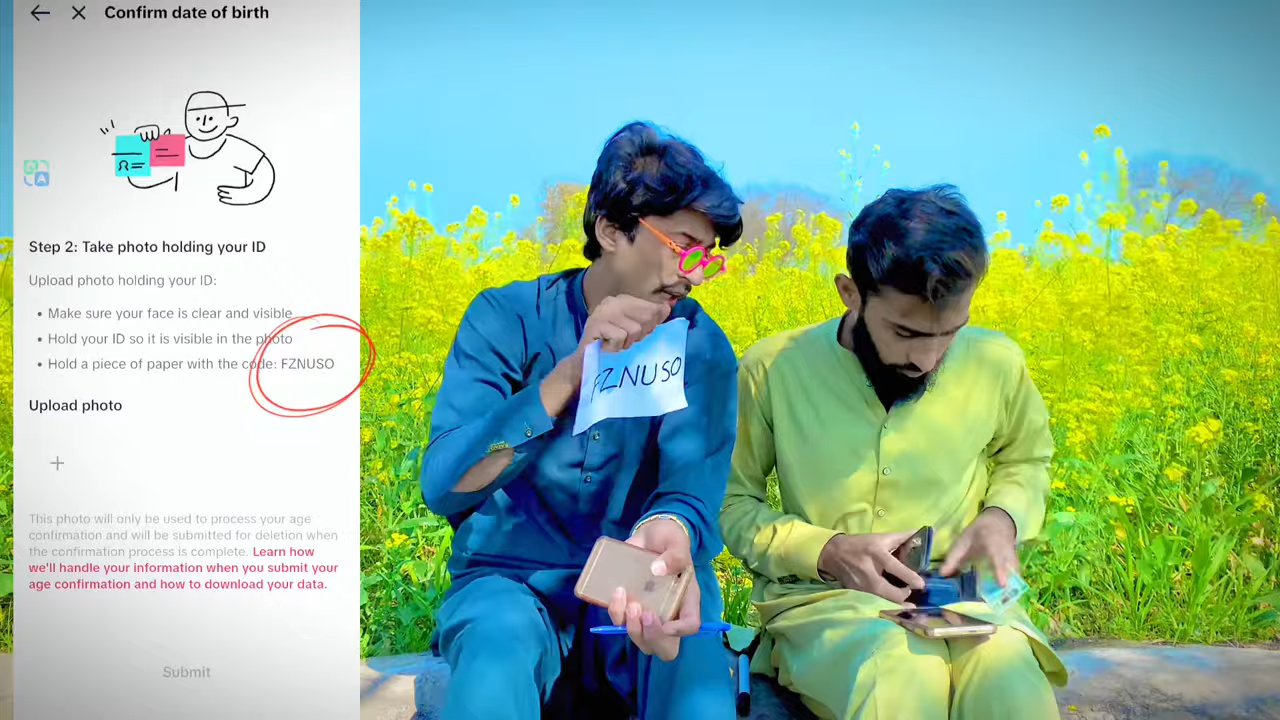 Confirm date of birth
Step 2: Take photo holding your ID
Upload photo holding your ID:
• Make sure your face is clear and visible
• Hold your ID so it is visible in the photo
• Hold a piece of paper with the code: FZNUSO
Upload photo
This photo will only be used to process your age
confirmation and will be submitted for deletion when
the confirmation process is complete. Learn how
we'll handle your information when you submit your
age confirmation and how to download your data.
Submit
FZNUSO